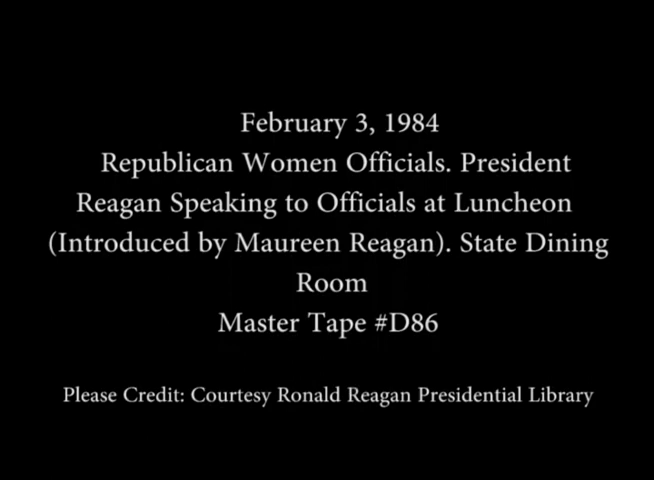 February 3, 1984
Republican Women Officials. President
Reagan Speaking to Officials at Luncheon
(Introduced by Maureen Reagan). State Dining
Room
Master Tape #D86
Please Credit: Courtesy Ronald Reagan Presidential Library